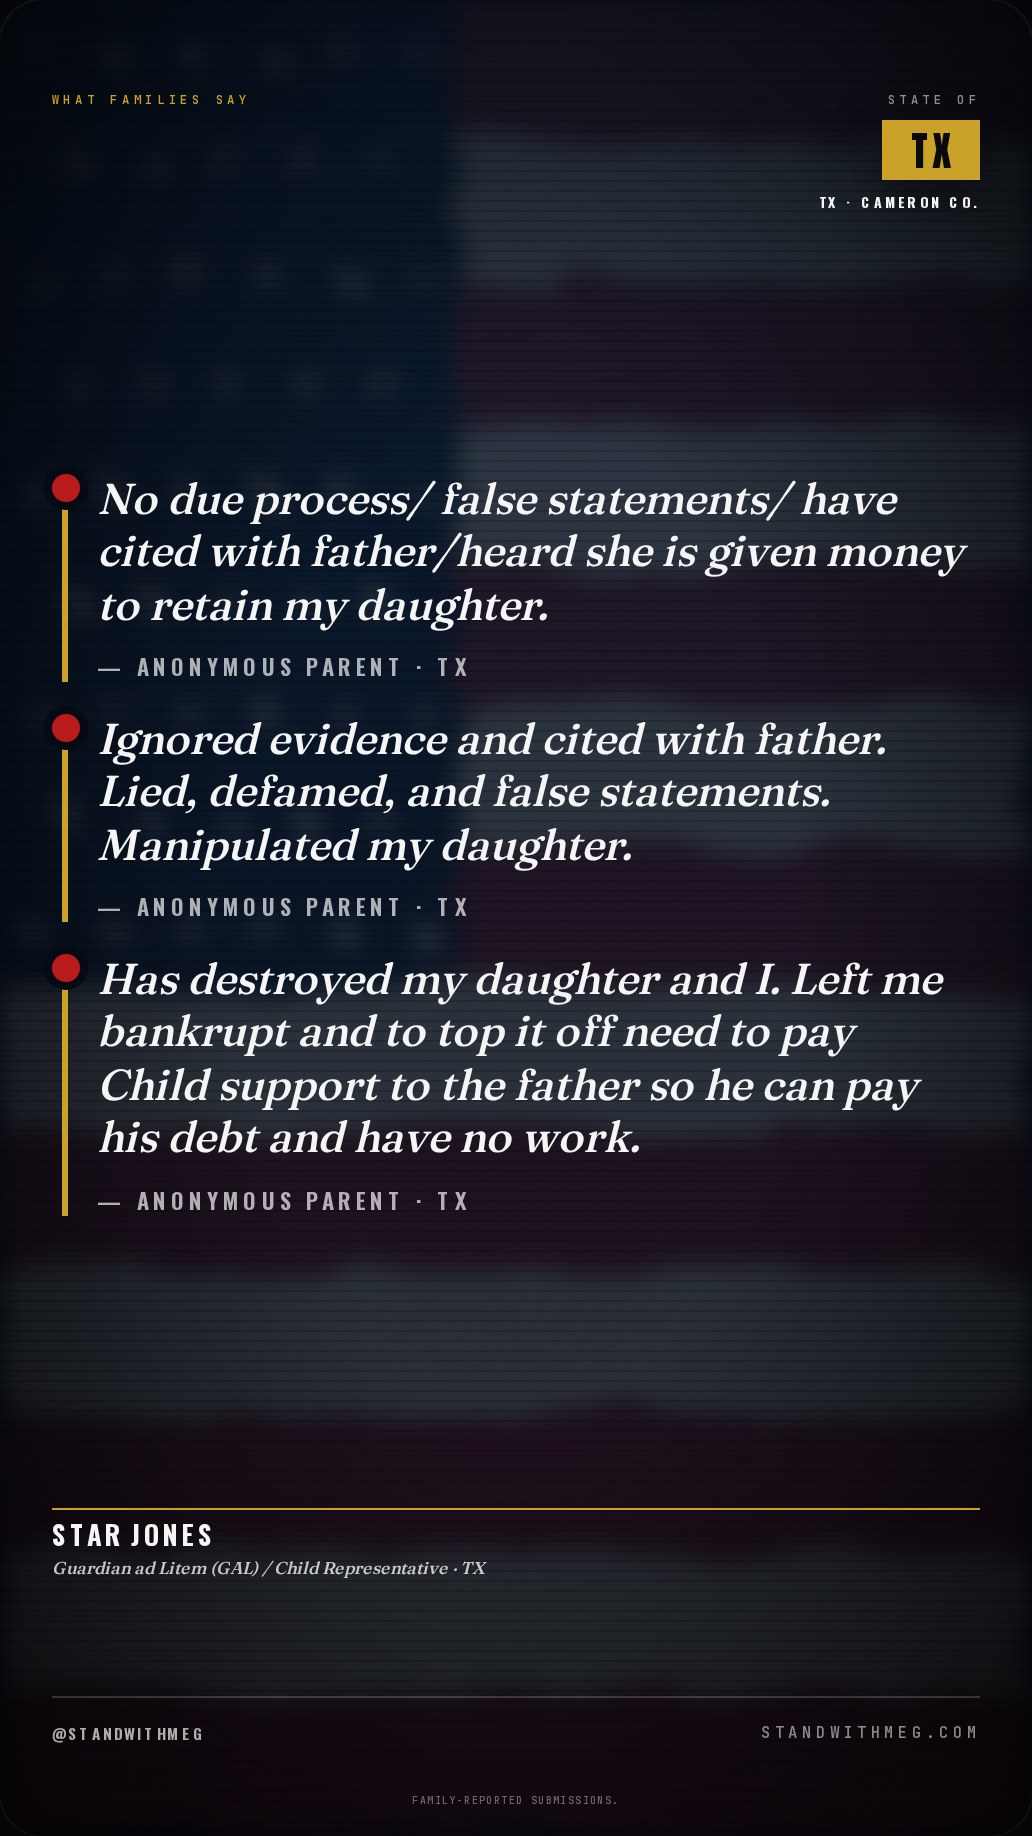 WHAT FAMILIES SAY
STATE OF
TX
TX · CAMERON CO.
No due process/ false statements/ have
cited with father/heard she is given money
to retain my daughter.
— ANONYMOUS PARENT · TX
Ignored evidence and cited with father.
Lied, defamed, and false statements.
Manipulated my daughter.
— ANONYMOUS PARENT · TX
Has destroyed my daughter and I. Left me
bankrupt and to top it off need to pay
Child support to the father so he can pay
his debt and have no work.
— ANONYMOUS PARENT · TX
STAR JONES
Guardian ad Litem (GAL) / Child Representative · TX
@STANDWITHMEG
STANDWITHMEG.COM
FAMILY-REPORTED SUBMISSIONS.